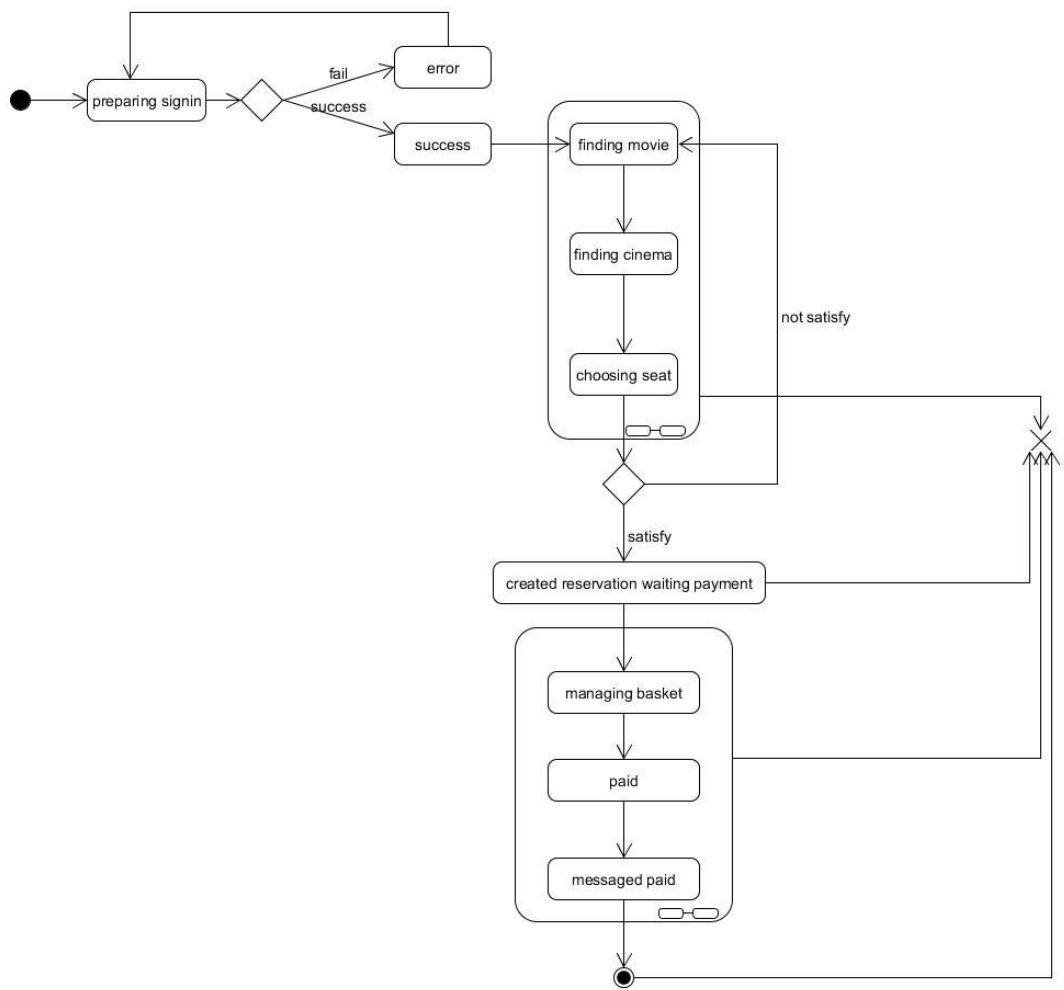 error
fail
preparing signin
success
success
finding movie
finding cinema
not satisfy
choosing seat
satisfy
created reservation waiting payment
managing basket
paid
messaged paid